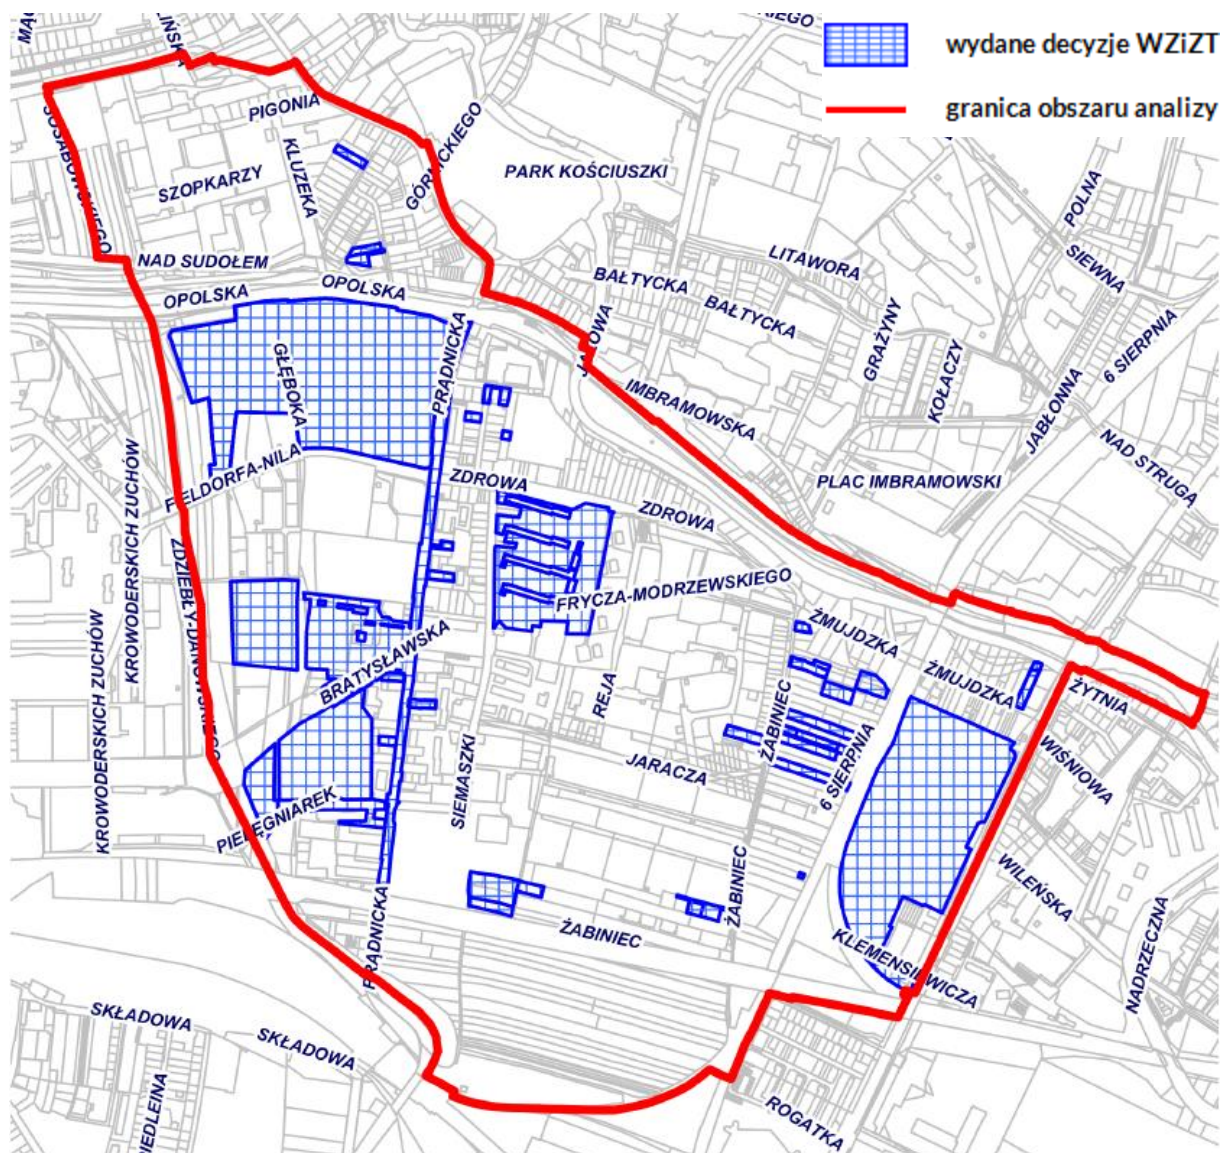 wydane decyzje WZiZT
granica obszaru analizy
PIGONIA
GÓRNICKIEGO
KLUZEKA
SZOPKARZY
SOSABOWSKIEGO
PARK KOŚCIUSZKI
POLNA
SIEWNA
LITAWORA
NAD SUDOŁEM
OPOLSKA
OPOLSKA
BAŁTYCKA
BAŁTYCKA
GRAŻYNY
KOŁACZY
6 SIERPNIA
JABŁONNA
GŁĘBOKA
PRĄDNICKA
IMBRAMOWSKA
NAD STRUGĄ
FIELDORFA-NILA
ZDROWA
ZDROWA
PLAC IMBRAMOWSKI
KROWODERSKICH ZUCHÓW
ZDZIEBŁY-DANOWSKIEGO
FRYCZA-MODRZEWSKIEGO
ŻMUJDZKA
ŻMUJDZKA
BRATYSŁAWSKA
KROWODERSKICH ZUCHÓW
REJA
ŻABINIEC
ŻYTNIA
WIŚNIOWA
SIEMASZKI
JARACZA
6 SIERPNIA
PIELĘGNIAREK
WILEŃSKA
ŻABINIEC
PRĄDNICKA
ŻABINIEC
KLEMENSIEWICZA
NADRZECZNA
SKŁADOWA
SKŁADOWA
ROGATKA